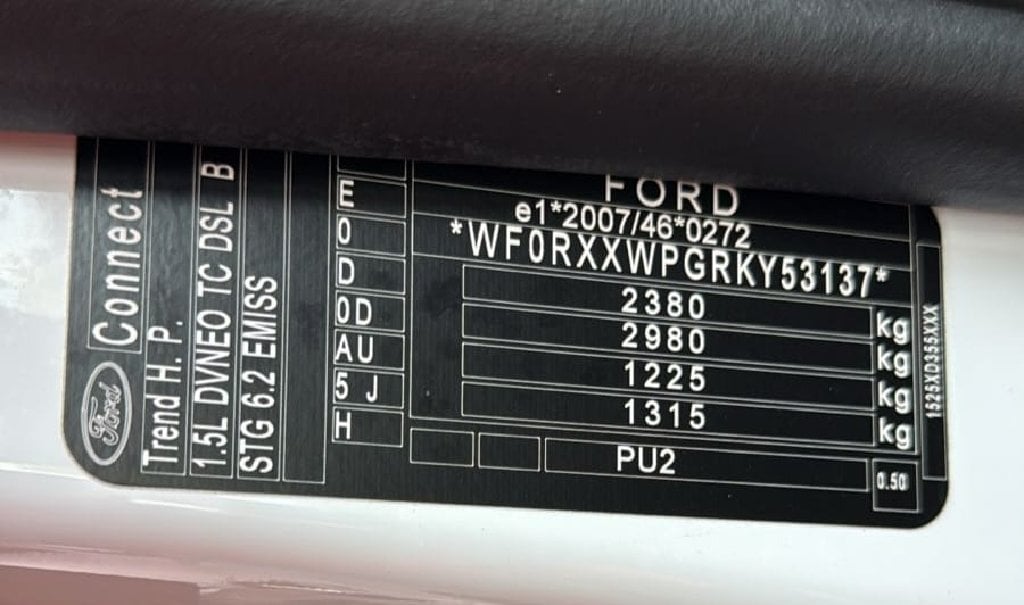 Ford
Connect
Trend H. P.
1.5L DVNEO TC DSL B
STG 6.2 EMISS
E
0
D
0D
AU
5 J
H
FORD
e1*2007/46*0272
*WF0RXXWPGRKY53137*
2380 kg
2980 kg
1225 kg
1315 kg
PU2
0.50
1525XD355XXX